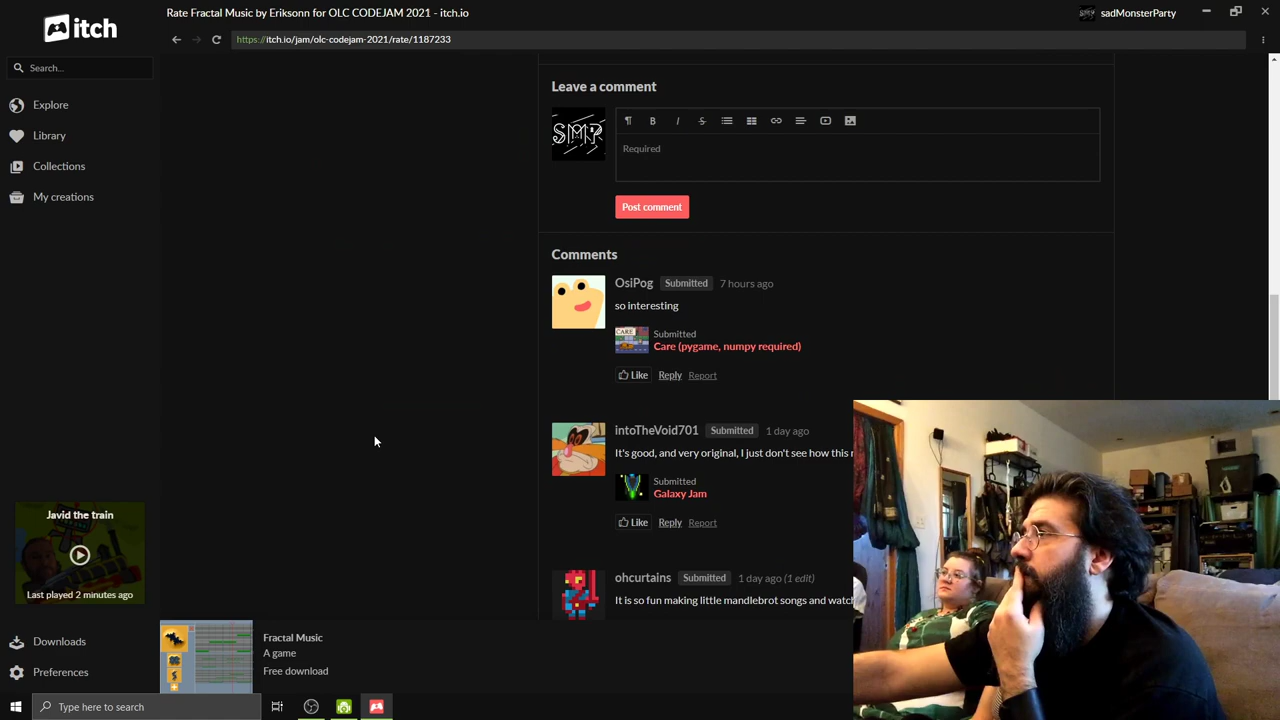 Rate Fractal Music by Eriksonn for OLC CODEJAM 2021 - itch.io
sadMonsterParty
itch
https://itch.io/jam/olc-codejam-2021/rate/1187233
Search...
Explore
Library
Collections
My creations
Leave a comment
SMP
Required
Post comment
Comments
OsiPog Submitted 7 hours ago
so interesting
CARE
Submitted
Care (pygame, numpy required)
Like Reply Report
intoTheVoid701 Submitted 1 day ago
It's good, and very original, I just don't see how this
Submitted
Galaxy Jam
Like Reply Report
ohcurtains Submitted 1 day ago (1 edit)
It is so fun making little mandlebrot songs and watch
Javid the train
Last played 2 minutes ago
Downloads
Preferences
Fractal Music
A game
Free download
Type here to search